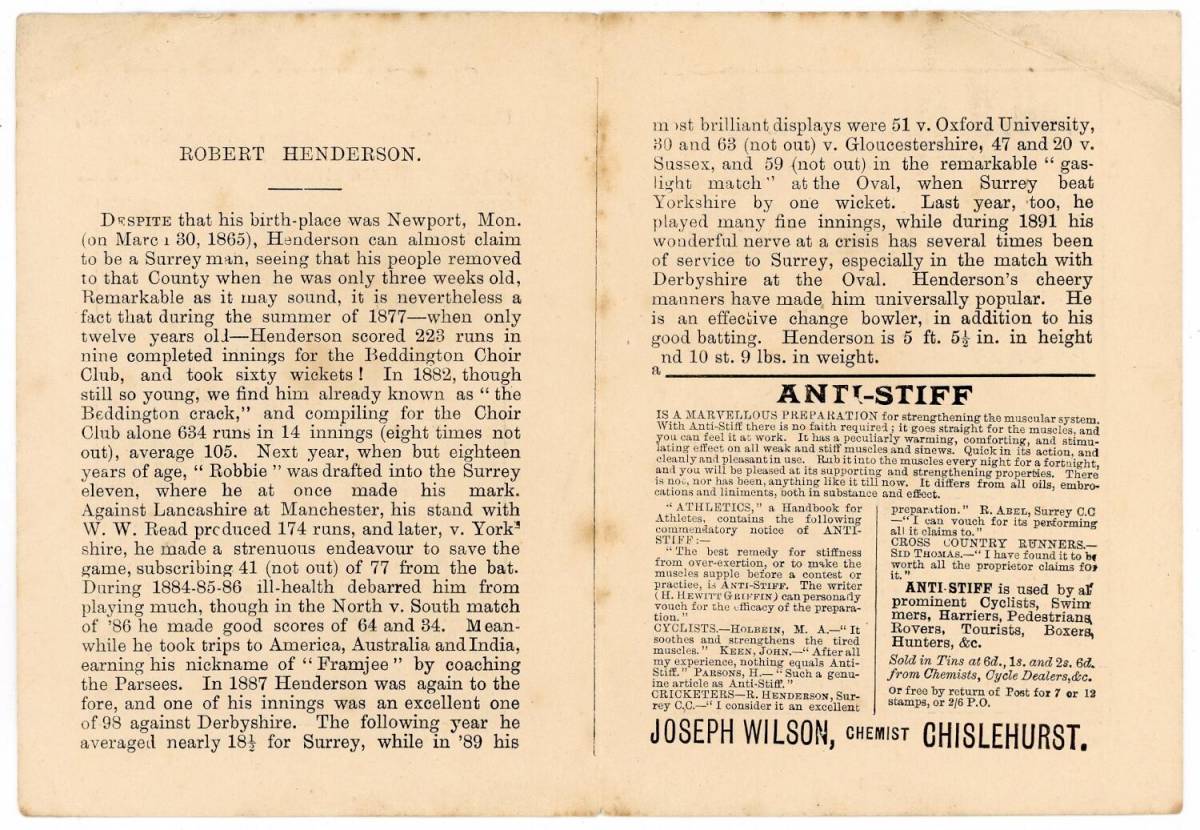 ROBERT HENDERSON.
DESPITE that his birth-place was Newport, Mon.
(on Marc 30, 1865), Henderson can almost claim
to be a Surrey man, seeing that his people removed
to that County when he was only three weeks old,
Remarkable as it may sound, it is nevertheless a
fact that during the summer of 1877—when only
twelve years old—Henderson scored 223 runs in
nine completed innings for the Beddington Choir
Club, and took sixty wickets! In 1882, though
still so young, we find him already known as "the
Beddington crack," and compiling for the Choir
Club alone 634 runs in 14 innings (eight times not
out), average 105. Next year, when but eighteen
years of age, "Robbie" was drafted into the Surrey
eleven, where he at once made his mark.
Against Lancashire at Manchester, his stand with
W. W. Read produced 174 runs, and later, v. York-
shire, he made a strenuous endeavour to save the
game, subscribing 41 (not out) of 77 from the bat.
During 1884-85-86 ill-health debarred him from
playing much, though in the North v. South match
of '86 he made good scores of 64 and 34. Mean-
while he took trips to America, Australia and India,
earning his nickname of "Framjee" by coaching
the Parsees. In 1887 Henderson was again to the
fore, and one of his innings was an excellent one
of 98 against Derbyshire. The following year he
averaged nearly 18½ for Surrey, while in '89 his
most brilliant displays were 51 v. Oxford University,
30 and 63 (not out) v. Gloucestershire, 47 and 20 v.
Sussex, and 59 (not out) in the remarkable "gas-
light match" at the Oval, when Surrey beat
Yorkshire by one wicket. Last year, too, he
played many fine innings, while during 1891 his
wonderful nerve at a crisis has several times been
of service to Surrey, especially in the match with
Derbyshire at the Oval. Henderson's cheery
manners have made him universally popular. He
is an effective change bowler, in addition to his
good batting. Henderson is 5 ft. 5½ in. in height
and 10 st. 9 lbs. in weight.
ANTI-STIFF
IS A MARVELLOUS PREPARATION for strengthening the muscular system.
With Anti-Stiff there is no faith required; it goes straight for the muscles, and
you can feel it at work. It has a peculiarly warming, comforting, and stimu-
lating effect on all weak and stiff muscles and sinews. Quick in its action, and
cleanly and pleasant in use. Rub it into the muscles every night for a fortnight,
and you will be pleased at its supporting and strengthening properties. There
is not, nor has been, anything like it till now. It differs from all oils, embro-
cations and liniments, both in substance and effect.
"ATHLETICS," a Handbook for
Athletes, contains the following
commendatory notice of ANTI-
STIFF:—
"The best remedy for stiffness
from over-exertion, or to make the
muscles supple before a contest or
practice, is ANTI-STIFF. The writer
(H. HEWITT GRIFFIN) can personally
vouch for the efficacy of the prepara-
tion."
CYCLISTS.—HOLBEIN, M. A.—"It
soothes and strengthens the tired
muscles." KEEN, JOHN.—"After all
my experience, nothing equals Anti-
Stiff." PARSONS, H.—"Such a genu-
ine article as Anti-Stiff."
CRICKETERS—R. HENDERSON, Sur-
rey C.C.—"I consider it an excellent
preparation." R. ABEL, Surrey C.C
—"I can vouch for its performing
all it claims to."
CROSS COUNTRY RUNNERS.—
SID THOMAS.—"I have found it to be
worth all the proprietor claims for
it."
ANTI-STIFF is used by all
prominent Cyclists, Swim
mers, Harriers, Pedestrians,
Rovers, Tourists, Boxers,
Hunters, &c.
Sold in Tins at 6d., 1s. and 2s. 6d.
from Chemists, Cycle Dealers, &c.
Or free by return of Post for 7 or 13
stamps, or 2/6 P.O.
JOSEPH WILSON, CHEMIST CHISLEHURST.